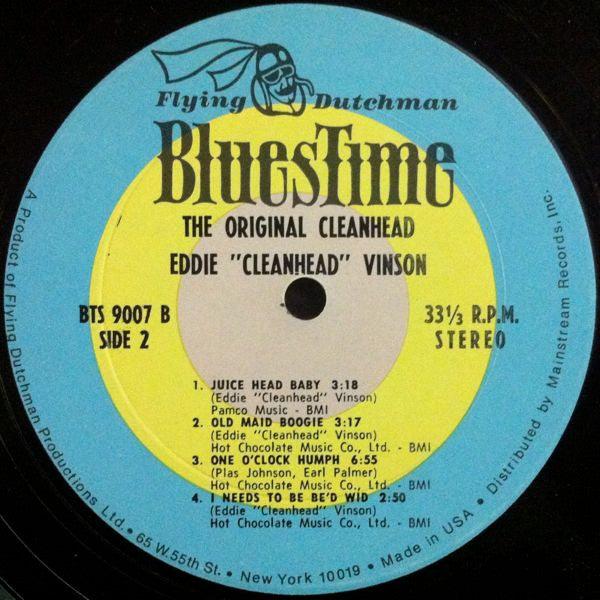 Flying Dutchman
BluesTime
THE ORIGINAL CLEANHEAD
EDDIE "CLEANHEAD" VINSON
BTS 9007 B
SIDE 2
33⅓ R.P.M.
STEREO
1. JUICE HEAD BABY 3:18
(Eddie "Cleanhead" Vinson)
Pamco Music - BMI
2. OLD MAID BOOGIE 3:17
(Eddie "Cleanhead" Vinson)
Hot Chocolate Music Co., Ltd. - BMI
3. ONE O'CLOCK HUMPH 6:55
(Plas Johnson, Earl Palmer)
Hot Chocolate Music Co., Ltd. - BMI
4. I NEEDS TO BE BE'D WID 2:50
(Eddie "Cleanhead" Vinson)
Hot Chocolate Music Co., Ltd. - BMI
A Product of Flying Dutchman Productions Ltd. • 65 W. 55th St. • New York 10019 • Made in USA • Distributed by Mainstream Records, Inc.